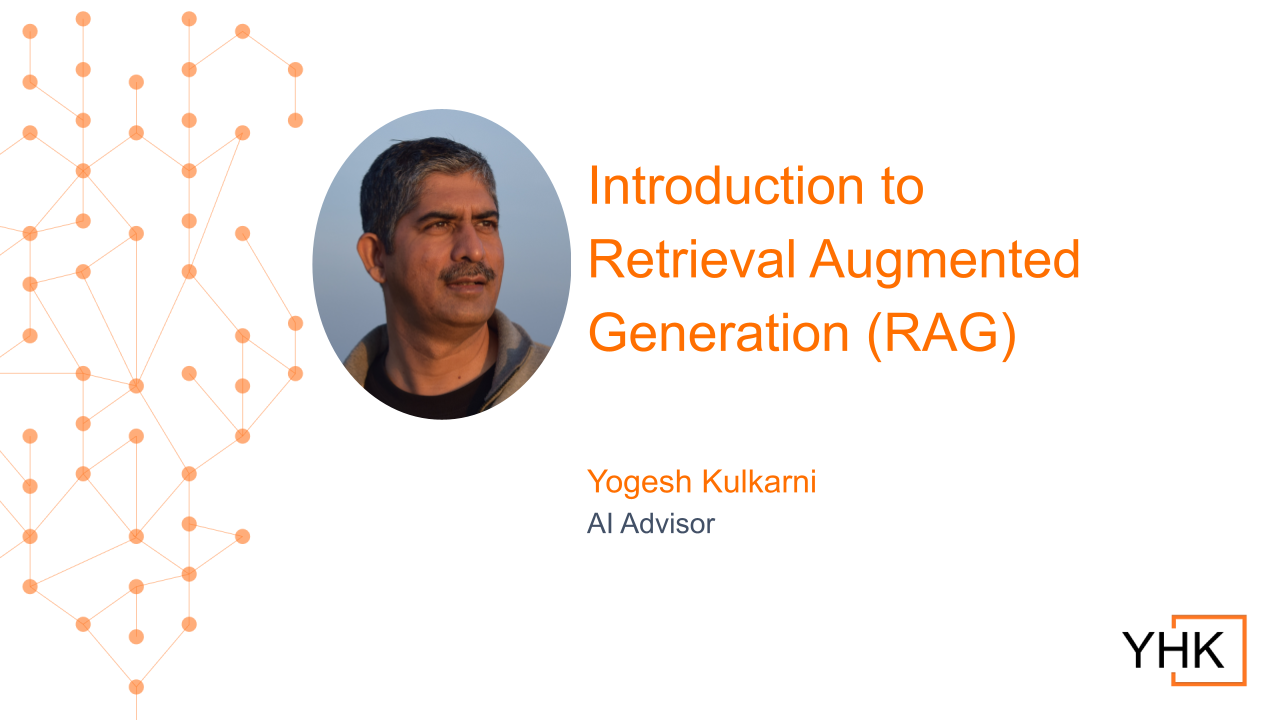 Introduction to
Retrieval Augmented
Generation (RAG)
Yogesh Kulkarni
AI Advisor
YHK